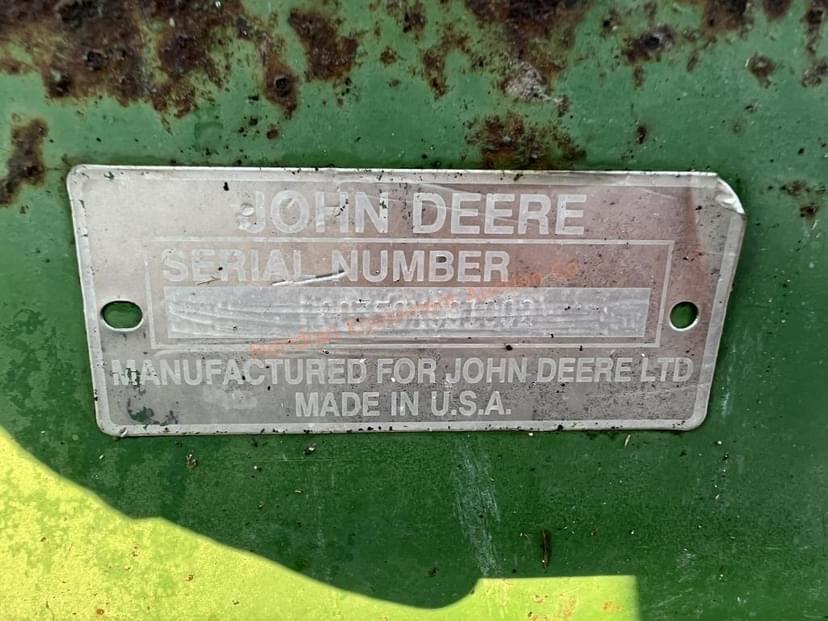 JOHN DEERE
SERIAL NUMBER
MANUFACTURED FOR JOHN DEERE LTD
MADE IN U.S.A.